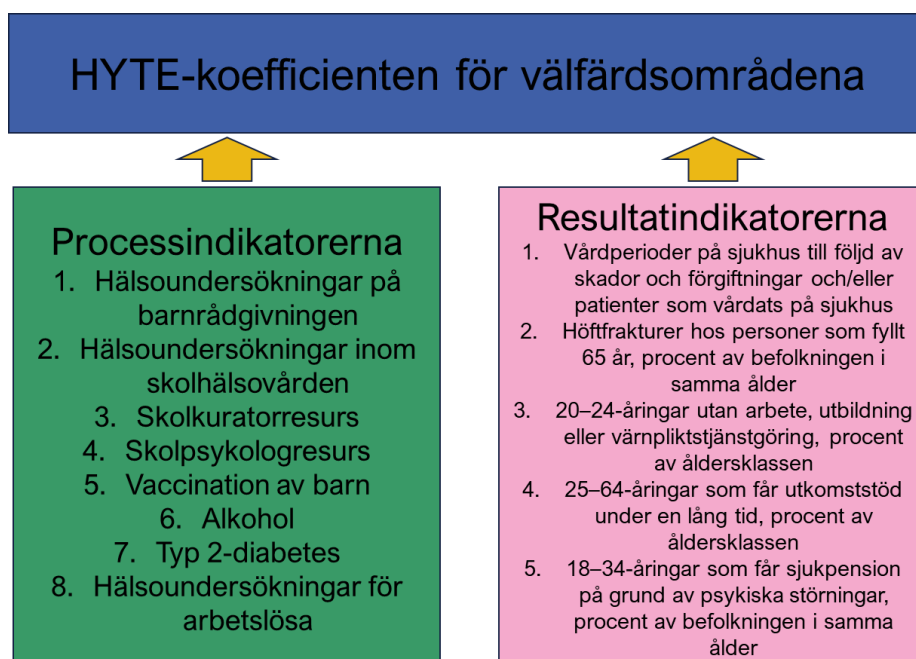 HYTE-koefficienten för välfärdsområdena
Processindikatorerna
1. Hälsoundersökningar på
barnrådgivningen
2. Hälsoundersökningar inom
skolhälsovården
3. Skolkuratorresurs
4. Skolpsykologresurs
5. Vaccination av barn
6. Alkohol
7. Typ 2-diabetes
8. Hälsoundersökningar för
arbetslösa
Resultatindikatorerna
1. Vårdperioder på sjukhus till följd av
skador och förgiftningar och/eller
patienter som vårdats på sjukhus
2. Höftfrakturer hos personer som fyllt
65 år, procent av befolkningen i
samma ålder
3. 20–24-åringar utan arbete, utbildning
eller värnpliktstjänstgöring, procent
av åldersklassen
4. 25–64-åringar som får utkomststöd
under en lång tid, procent av
åldersklassen
5. 18–34-åringar som får sjukpension
på grund av psykiska störningar,
procent av befolkningen i samma
ålder